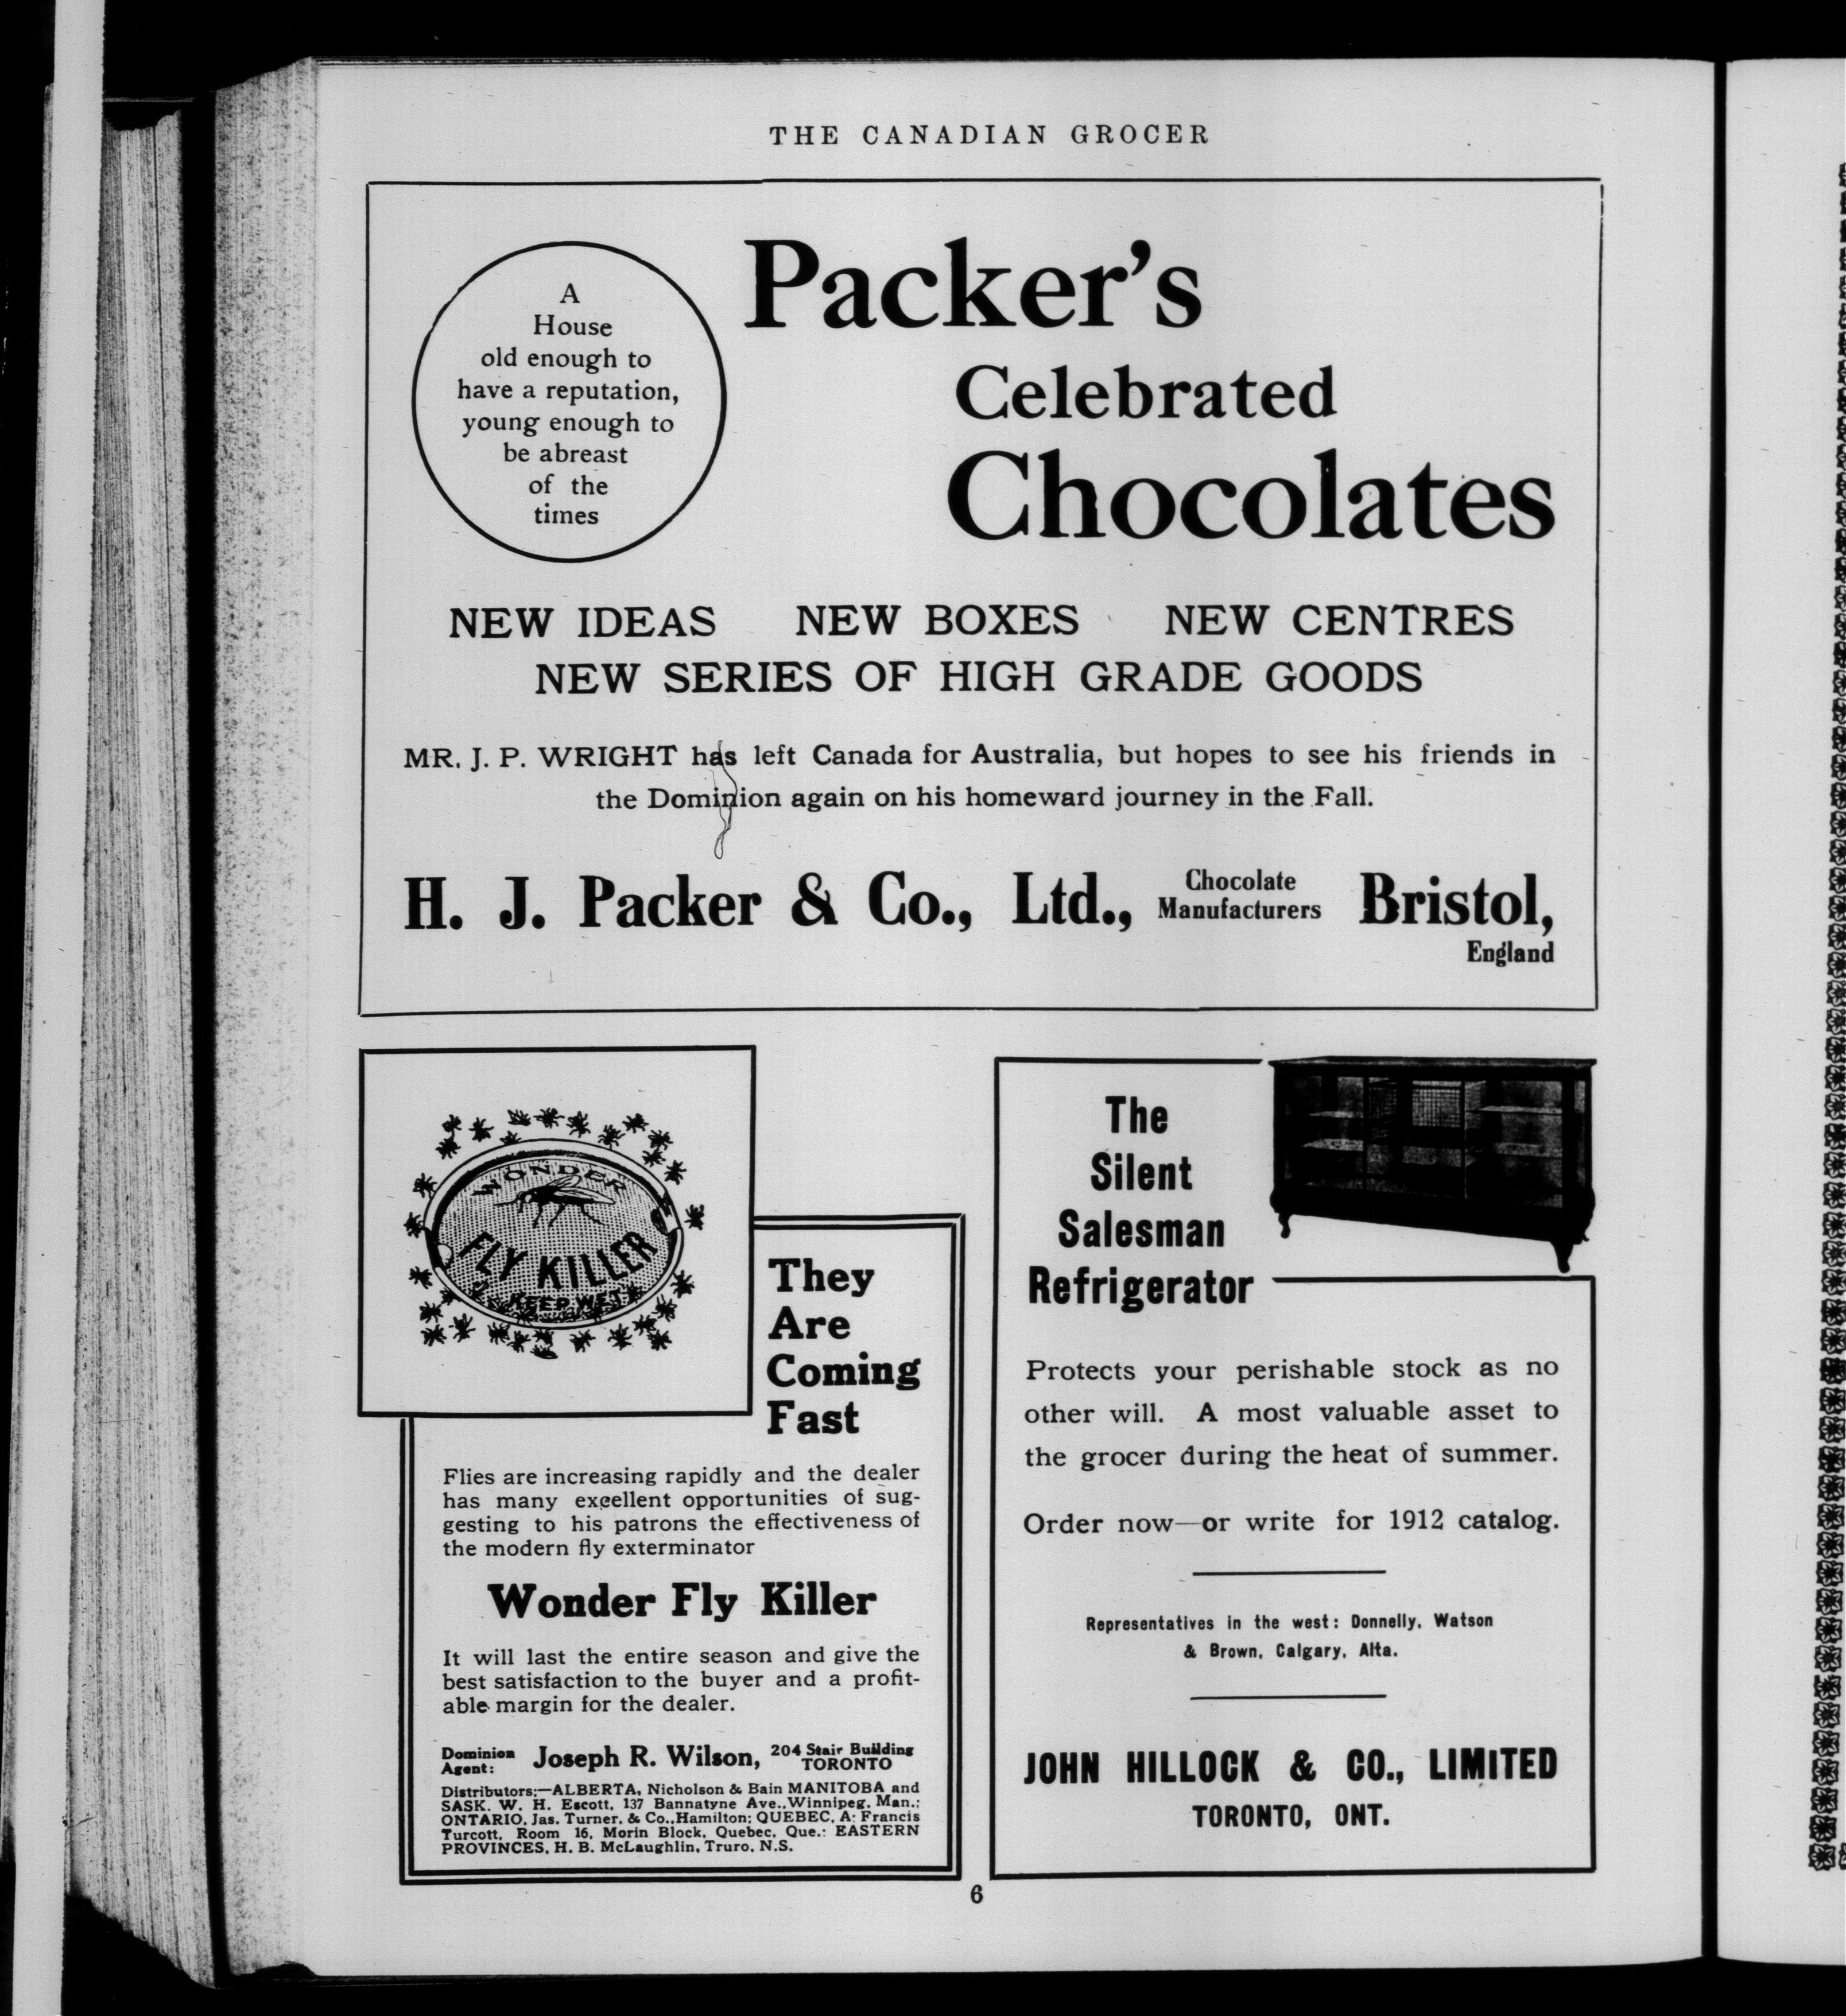 THE CANADIAN GROCER
A
House
old enough to
have a reputation,
young enough to
be abreast
of the
times
Packer's
Celebrated
Chocolates
NEW IDEAS NEW BOXES NEW CENTRES
NEW SERIES OF HIGH GRADE GOODS
MR. J. P. WRIGHT has left Canada for Australia, but hopes to see his friends in
the Dominion again on his homeward journey in the Fall.
H. J. Packer & Co., Ltd., Chocolate Manufacturers Bristol,
England
WONDER
FLY KILLER
KEEP WET
They
Are
Coming
Fast
Flies are increasing rapidly and the dealer
has many excellent opportunities of sug-
gesting to his patrons the effectiveness of
the modern fly exterminator
Wonder Fly Killer
It will last the entire season and give the
best satisfaction to the buyer and a profit-
able margin for the dealer.
Dominion Agent: Joseph R. Wilson, 204 Stair Building TORONTO
Distributors:—ALBERTA, Nicholson & Bain MANITOBA and
SASK. W. H. Escott, 137 Bannatyne Ave., Winnipeg, Man.;
ONTARIO, Jas. Turner, & Co., Hamilton; QUEBEC, A: Francis
Turcott, Room 16, Morin Block, Quebec, Que.: EASTERN
PROVINCES, H. B. McLaughlin, Truro, N.S.
The
Silent
Salesman
Refrigerator
Protects your perishable stock as no
other will. A most valuable asset to
the grocer during the heat of summer.
Order now—or write for 1912 catalog.
Representatives in the west: Donnelly, Watson
& Brown, Calgary, Alta.
JOHN HILLOCK & CO., LIMITED
TORONTO, ONT.
6